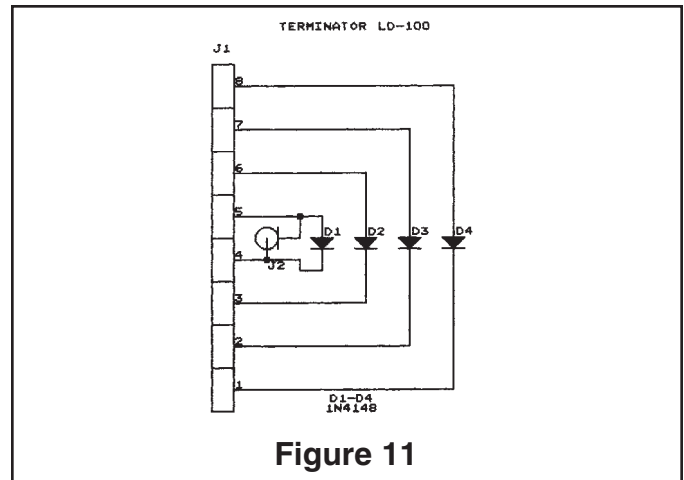 TERMINATOR LD-100
J1
8
7
6
5
D1 D2 D3 D4
4
J2
3
2
1
D1-D4
1N4148
Figure 11